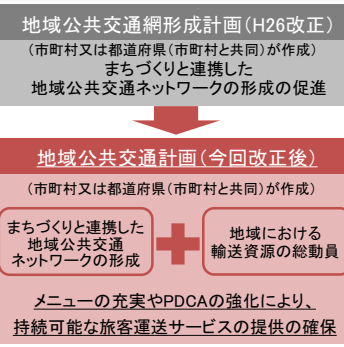 地域公共交通網形成計画(H26改正)
(市町村又は都道府県(市町村と共同)が作成)
まちづくりと連携した
地域公共交通ネットワークの形成の促進
地域公共交通計画(今回改正後)
(市町村又は都道府県(市町村と共同)が作成)
まちづくりと連携した
地域公共交通
ネットワークの形成
地域における
輸送資源の総動員
メニューの充実やPDCAの強化により、
持続可能な旅客運送サービスの提供の確保